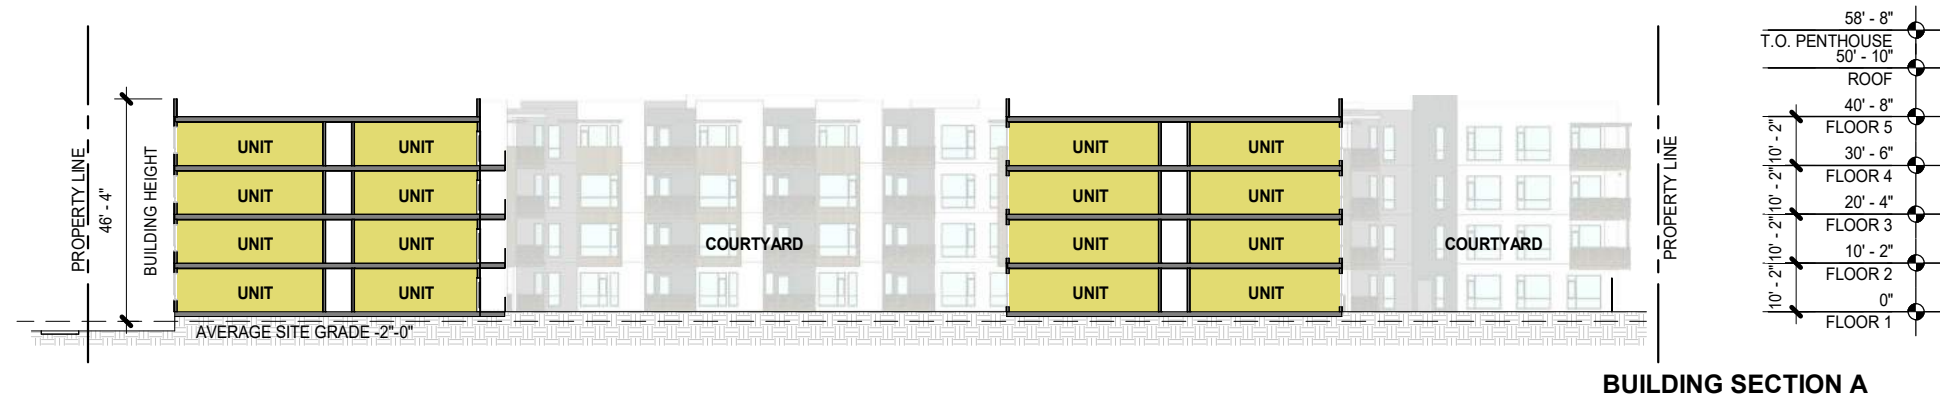 PROPERTY LINE
46' - 4"
BUILDING HEIGHT
UNIT UNIT
UNIT UNIT
UNIT UNIT
UNIT UNIT
AVERAGE SITE GRADE -2"-0"
COURTYARD
UNIT UNIT
UNIT UNIT
UNIT UNIT
UNIT UNIT
COURTYARD
PROPERTY LINE
58' - 8"
T.O. PENTHOUSE
50' - 10"
ROOF
40' - 8"
FLOOR 5
10' - 2"
30' - 6"
FLOOR 4
10' - 2"
20' - 4"
FLOOR 3
10' - 2"
10' - 2"
FLOOR 2
10' - 2"
0"
FLOOR 1
BUILDING SECTION A